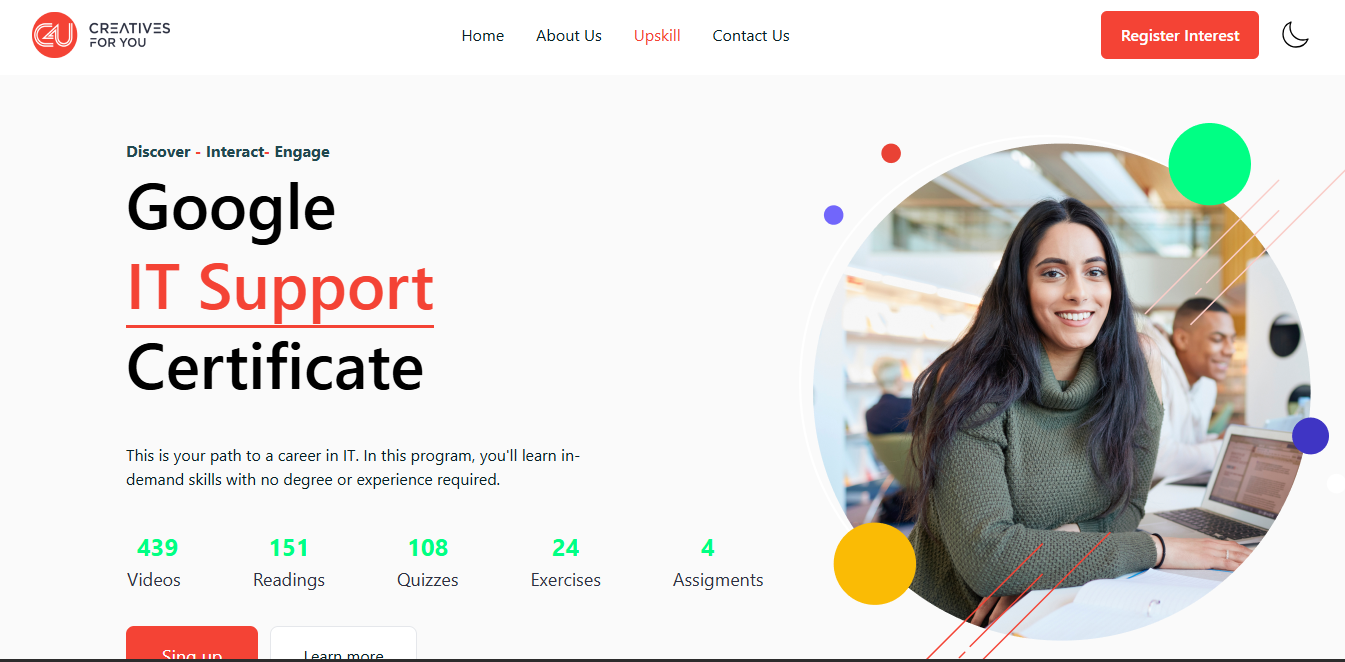 C4U CREATIVES
FOR YOU
Home About Us Upskill Contact Us
Register Interest
Discover - Interact- Engage
Google
IT Support
Certificate
This is your path to a career in IT. In this program, you'll learn in-
demand skills with no degree or experience required.
439 151 108 24 4
Videos Readings Quizzes Exercises Assigments
Sing up Learn more